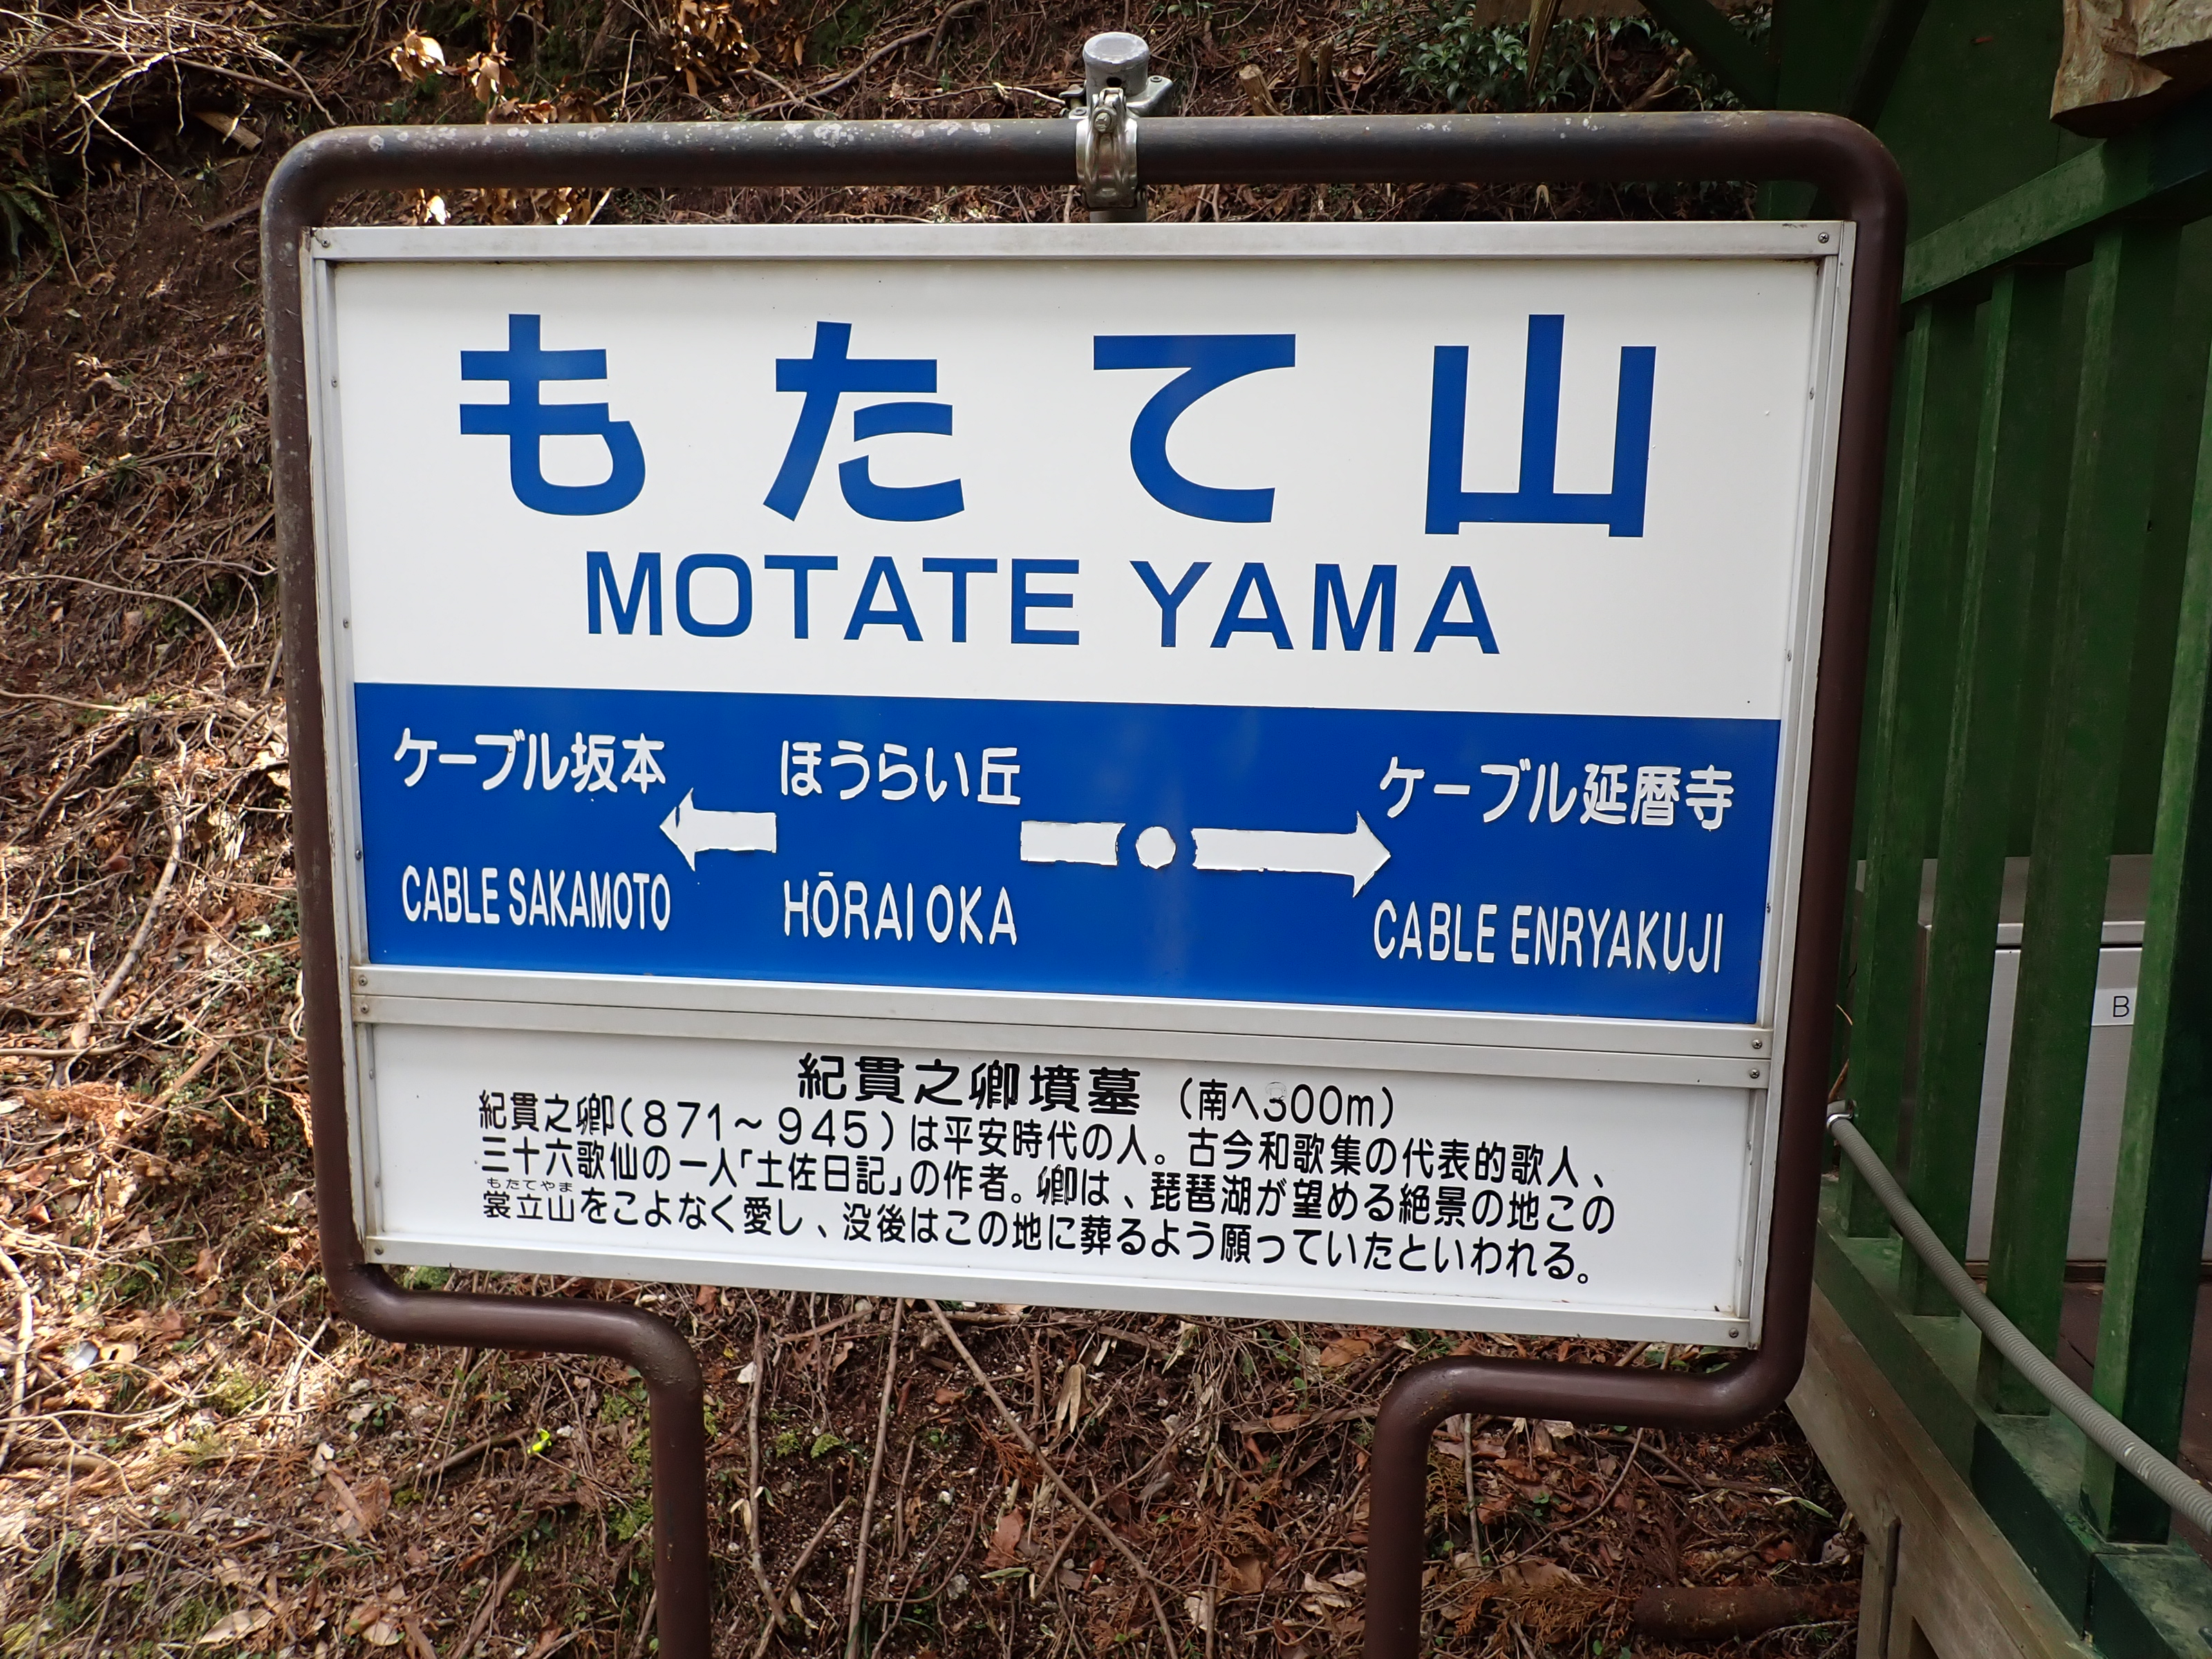 もたて山
MOTATE YAMA
ケーブル坂本 ほうらい丘 ケーブル延暦寺
CABLE SAKAMOTO HŌRAI OKA CABLE ENRYAKUJI
B
紀貫之卿墳墓 (南へ300m)
紀貫之卿(871～945)は平安時代の人。古今和歌集の代表的歌人、
三十六歌仙の一人「土佐日記」の作者。卿は、琵琶湖が望める絶景の地この
もたてやま
裳立山をこよなく愛し、没後はこの地に葬るよう願っていたといわれる。